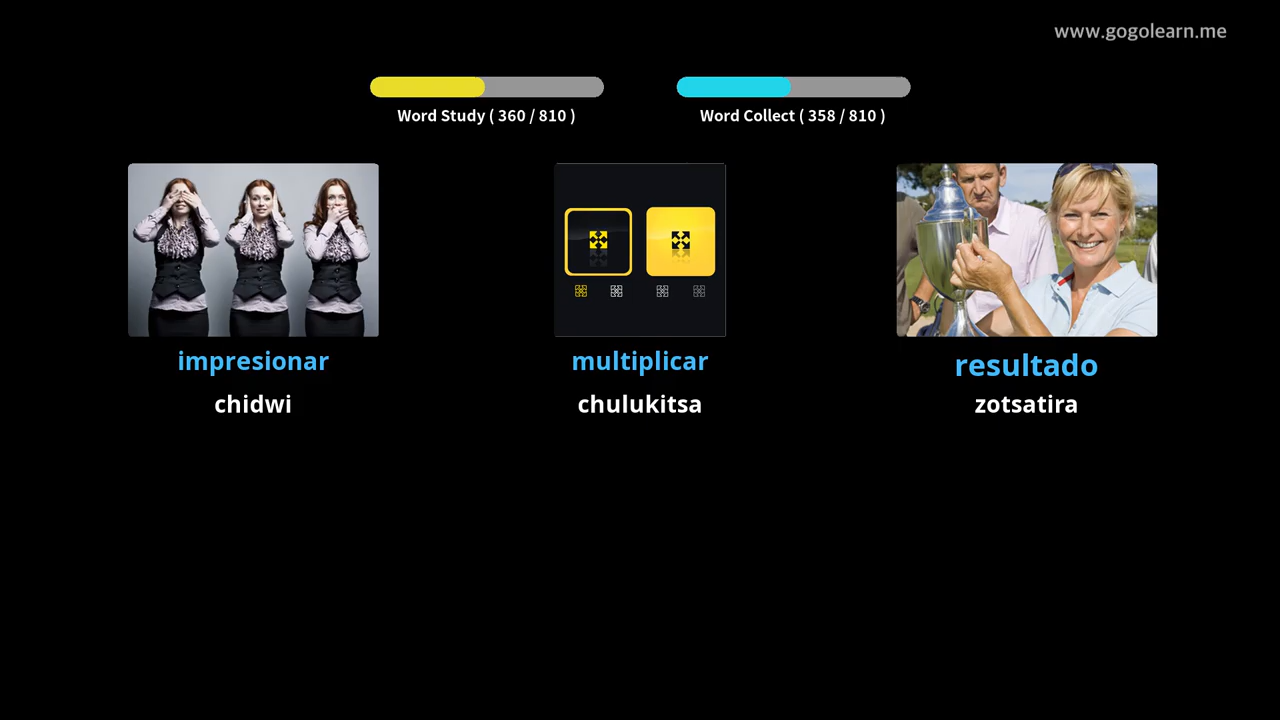 www.gogolearn.me
Word Study ( 360 / 810 )
Word Collect ( 358 / 810 )
impresionar
multiplicar
resultado
chidwi
chulukitsa
zotsatira